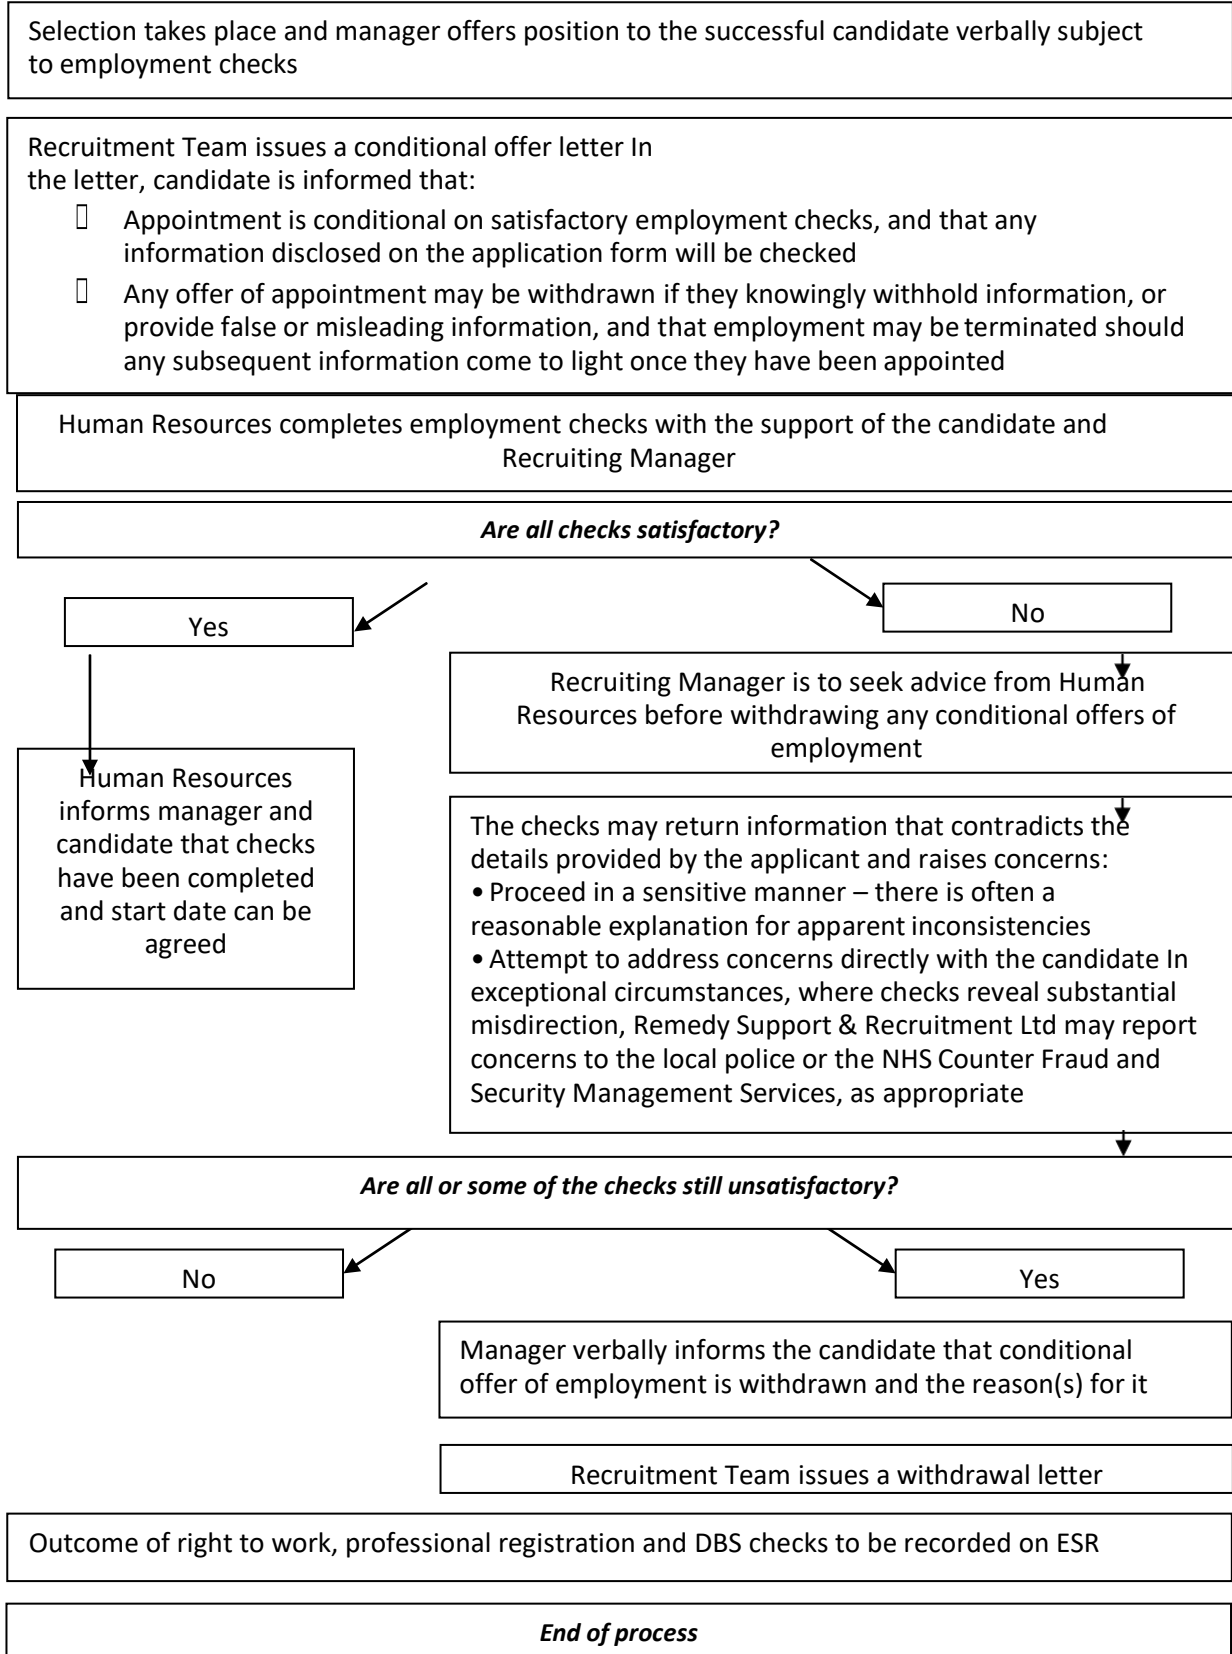 Selection takes place and manager offers position to the successful candidate verbally subject
to employment checks
Recruitment Team issues a conditional offer letter In
the letter, candidate is informed that:
Appointment is conditional on satisfactory employment checks, and that any
information disclosed on the application form will be checked
Any offer of appointment may be withdrawn if they knowingly withhold information, or
provide false or misleading information, and that employment may be terminated should
any subsequent information come to light once they have been appointed
Human Resources completes employment checks with the support of the candidate and
Recruiting Manager
Are all checks satisfactory?
Yes
No
Human Resources
informs manager and
candidate that checks
have been completed
and start date can be
agreed
Recruiting Manager is to seek advice from Human
Resources before withdrawing any conditional offers of
employment
The checks may return information that contradicts the
details provided by the applicant and raises concerns:
• Proceed in a sensitive manner – there is often a
reasonable explanation for apparent inconsistencies
• Attempt to address concerns directly with the candidate In
exceptional circumstances, where checks reveal substantial
misdirection, Remedy Support & Recruitment Ltd may report
concerns to the local police or the NHS Counter Fraud and
Security Management Services, as appropriate
Are all or some of the checks still unsatisfactory?
No
Yes
Manager verbally informs the candidate that conditional
offer of employment is withdrawn and the reason(s) for it
Recruitment Team issues a withdrawal letter
Outcome of right to work, professional registration and DBS checks to be recorded on ESR
End of process